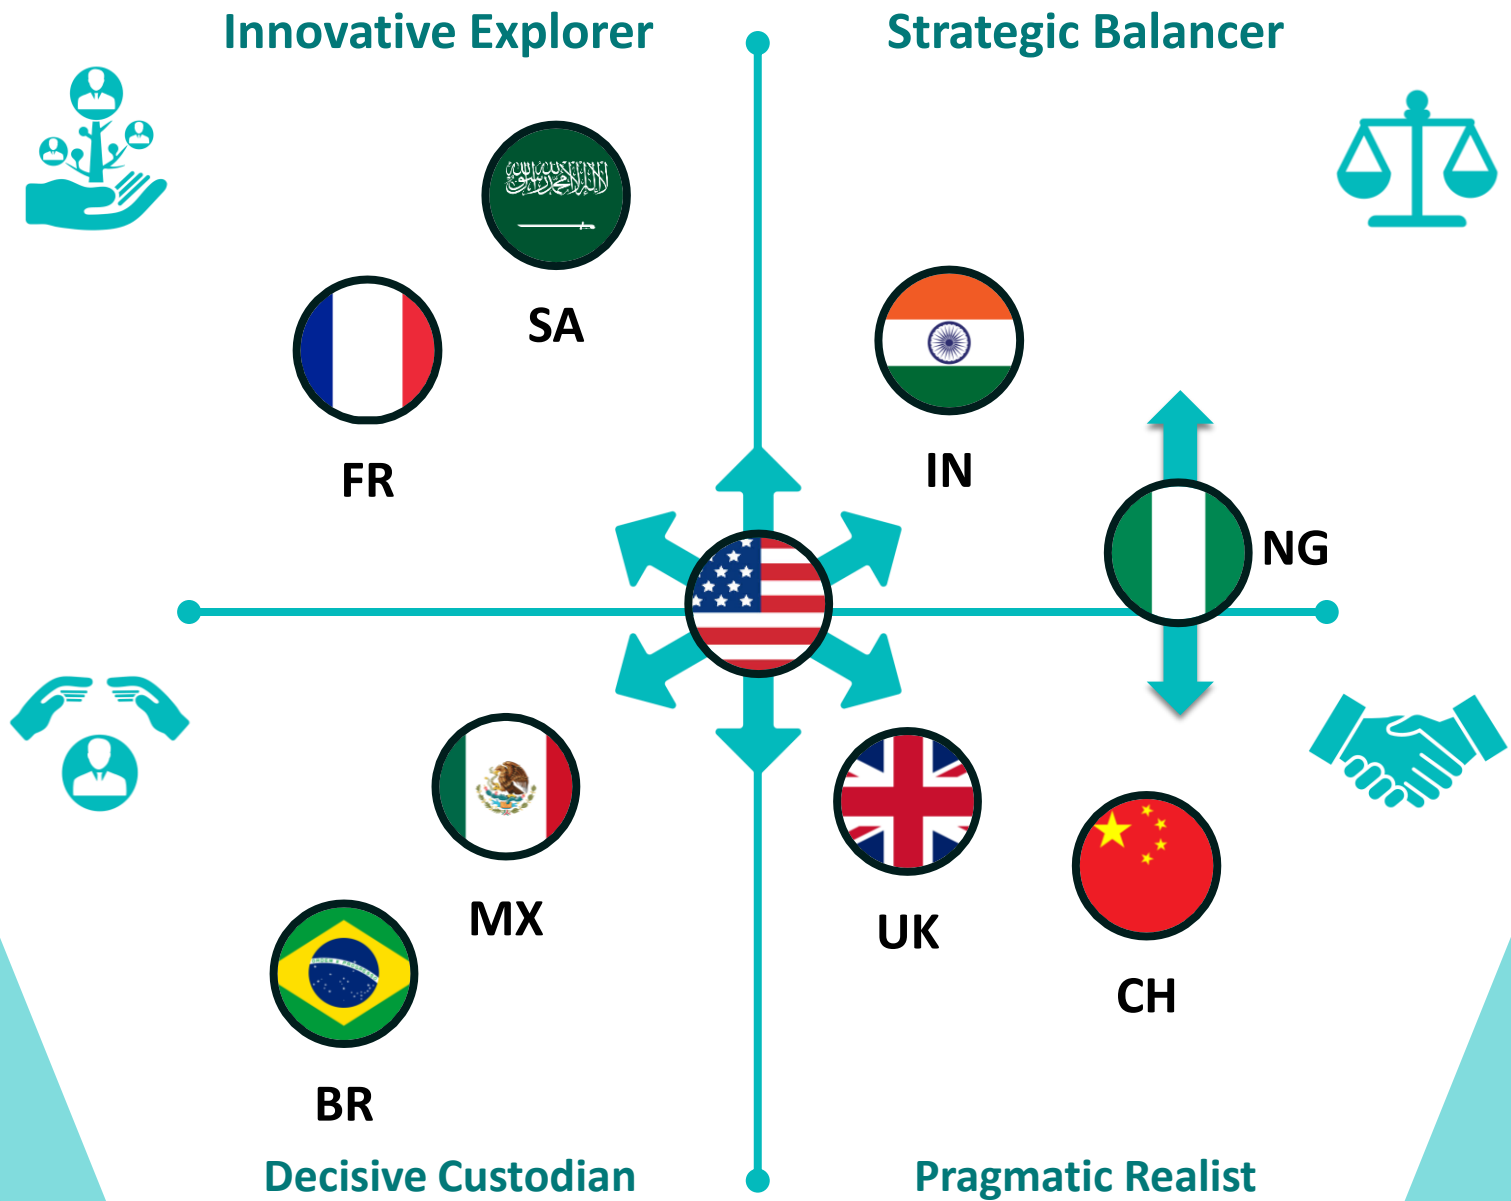 Innovative Explorer
Strategic Balancer
SA
FR
IN
NG
MX
UK
CH
BR
Decisive Custodian
Pragmatic Realist